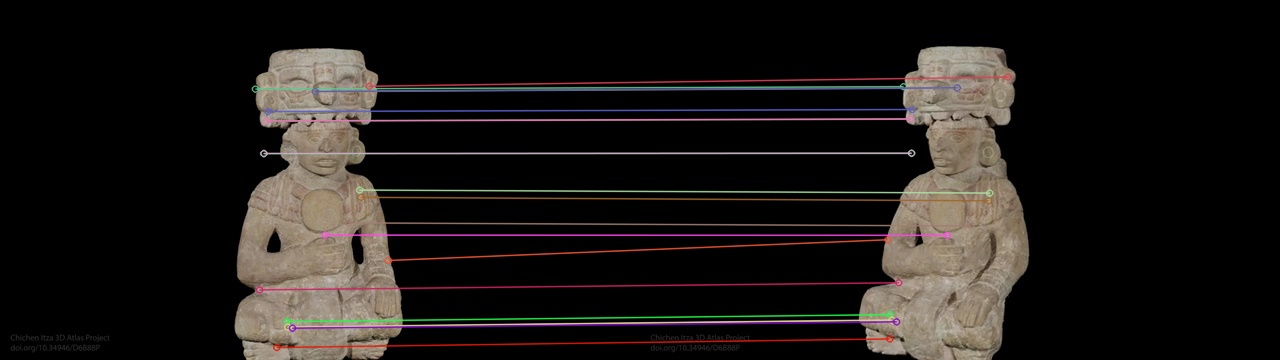 Chichen Itza 3D Atlas Project
doi.org/10.34946/D6B88P
Chichen Itza 3D Atlas Project
doi.org/10.34946/D6B88P